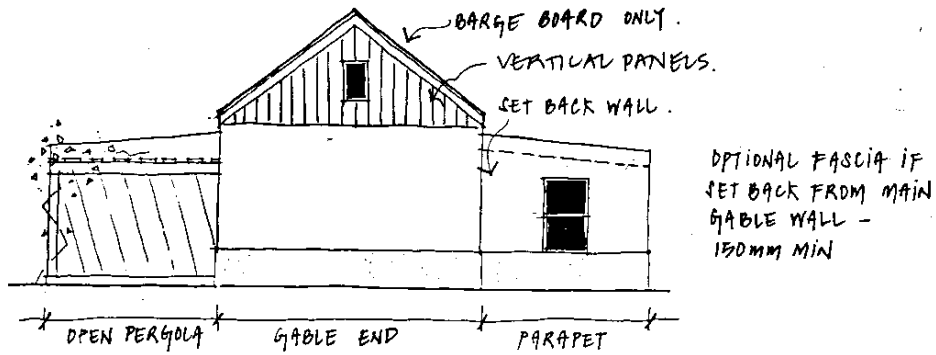 BARGE BOARD ONLY.
VERTICAL PANELS.
SET BACK WALL.
OPTIONAL FASCIA IF
SET BACK FROM MAIN
GABLE WALL –
150mm MIN
OPEN PERGOLA
GABLE END
PARAPET